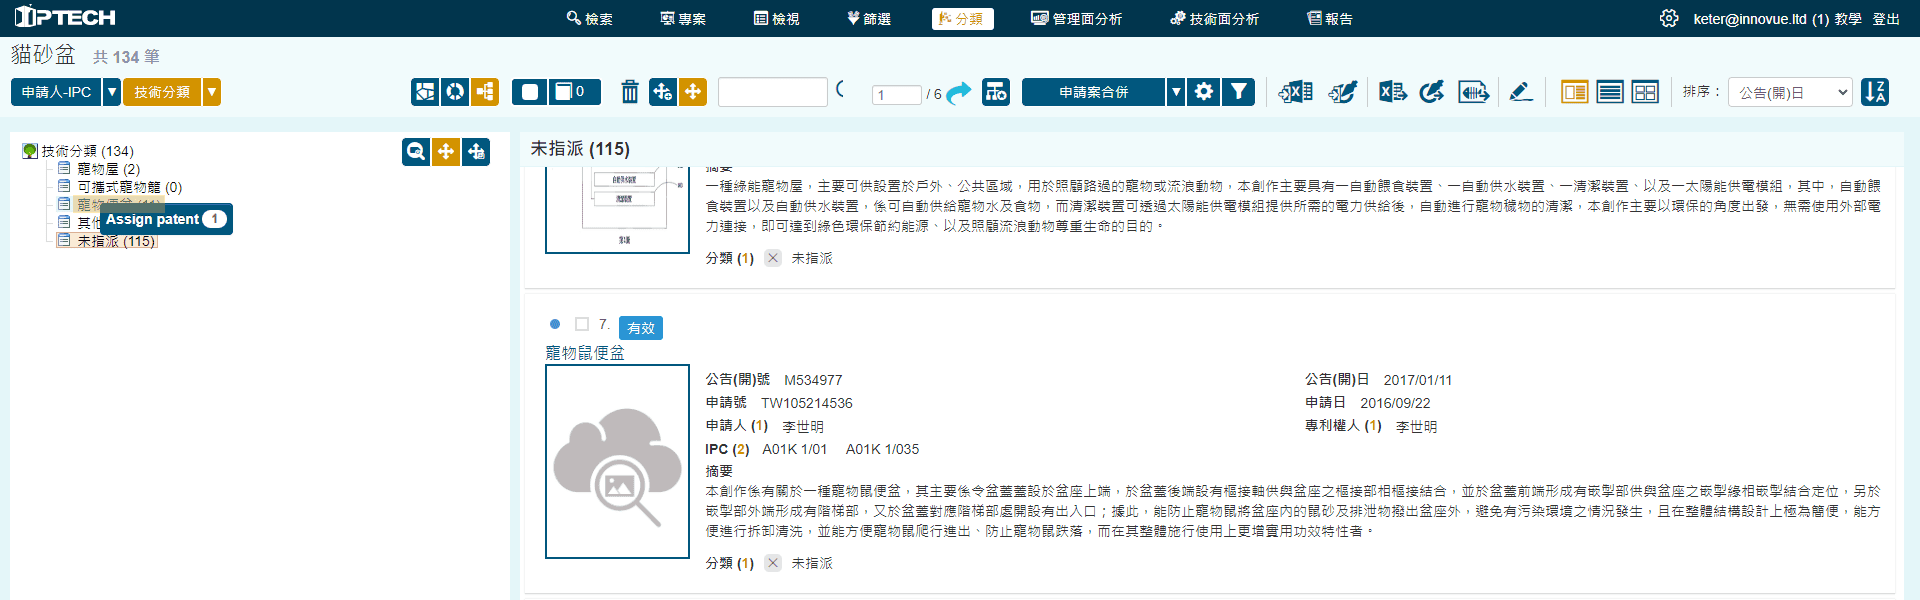 IPTECH
檢索
專案
檢視
篩選
分類
管理面分析
技術面分析
報告
keter@innovue.ltd (1) 教學 登出
貓砂盆 共 134 筆
申請人-IPC ▼ 技術分類 ▼
0
1 / 6
申請案合併 ▼
排序：
公告(開)日
技術分類 (134)
寵物屋 (2)
可攜式寵物籠 (0)
寵物便盆 (11)
其他
Assign patent 1
未指派 (115)
未指派 (115)
第1圖
摘要
一種綠能寵物屋，主要可供設置於戶外、公共區域，用於照顧路過的寵物或流浪動物，本創作主要具有一自動餵食裝置、一自動供水裝置、一清潔裝置、以及一太陽能供電模組，其中，自動餵
食裝置以及自動供水裝置，係可自動供給寵物水及食物，而清潔裝置可透過太陽能供電模組提供所需的電力供給後，自動進行寵物穢物的清潔，本創作主要以環保的角度出發，無需使用外部電
力連接，即可達到綠色環保節約能源、以及照顧流浪動物尊重生命的目的。
分類 (1) ✕ 未指派
7. 有效
寵物鼠便盆
公告(開)號 M534977
公告(開)日 2017/01/11
申請號 TW105214536
申請日 2016/09/22
申請人 (1) 李世明
專利權人 (1) 李世明
IPC (2) A01K 1/01 A01K 1/035
摘要
本創作係有關於一種寵物鼠便盆，其主要係令盆蓋蓋設於盆座上端，於盆蓋後端設有樞接軸供與盆座之樞接部相樞接結合，並於盆蓋前端形成有嵌掣部供與盆座之嵌掣緣相嵌掣結合定位，另於
嵌掣部外端形成有階梯部，又於盆蓋對應階梯部處開設有出入口；據此，能防止寵物鼠將盆座內的鼠砂及排泄物撥出盆座外，避免有污染環境之情況發生，且在整體結構設計上極為簡便，能方
便進行拆卸清洗，並能方便寵物鼠爬行進出、防止寵物鼠跌落，而在其整體施行使用上更增實用功效特性者。
分類 (1) ✕ 未指派